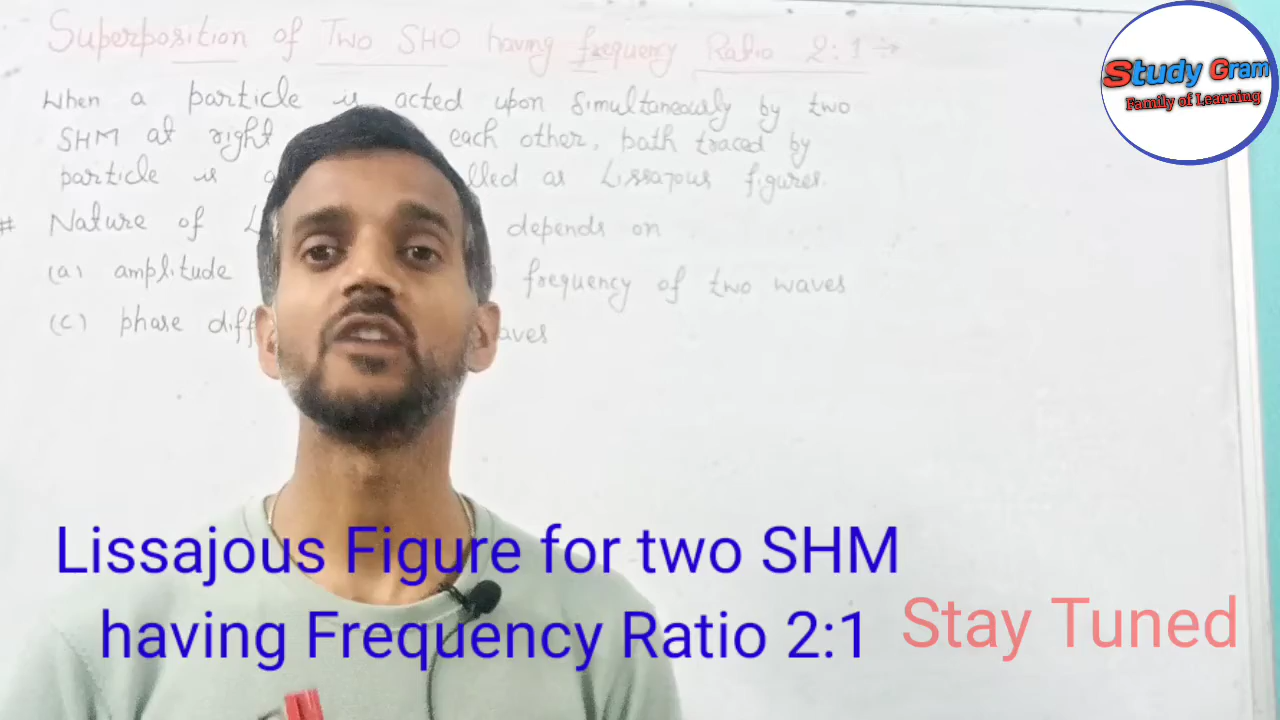 Superposition of Two SHO having frequency Ratio 2:1 →
When a particle is acted upon simultaneously by two
SHM at right each other, path traced by
particle is lled as Lissajous figures.
# Nature of L depends on
(a) amplitude frequency of two waves
(c) phase diff aves
Study Gram
Family of Learning
Lissajous Figure for two SHM
having Frequency Ratio 2:1
Stay Tuned